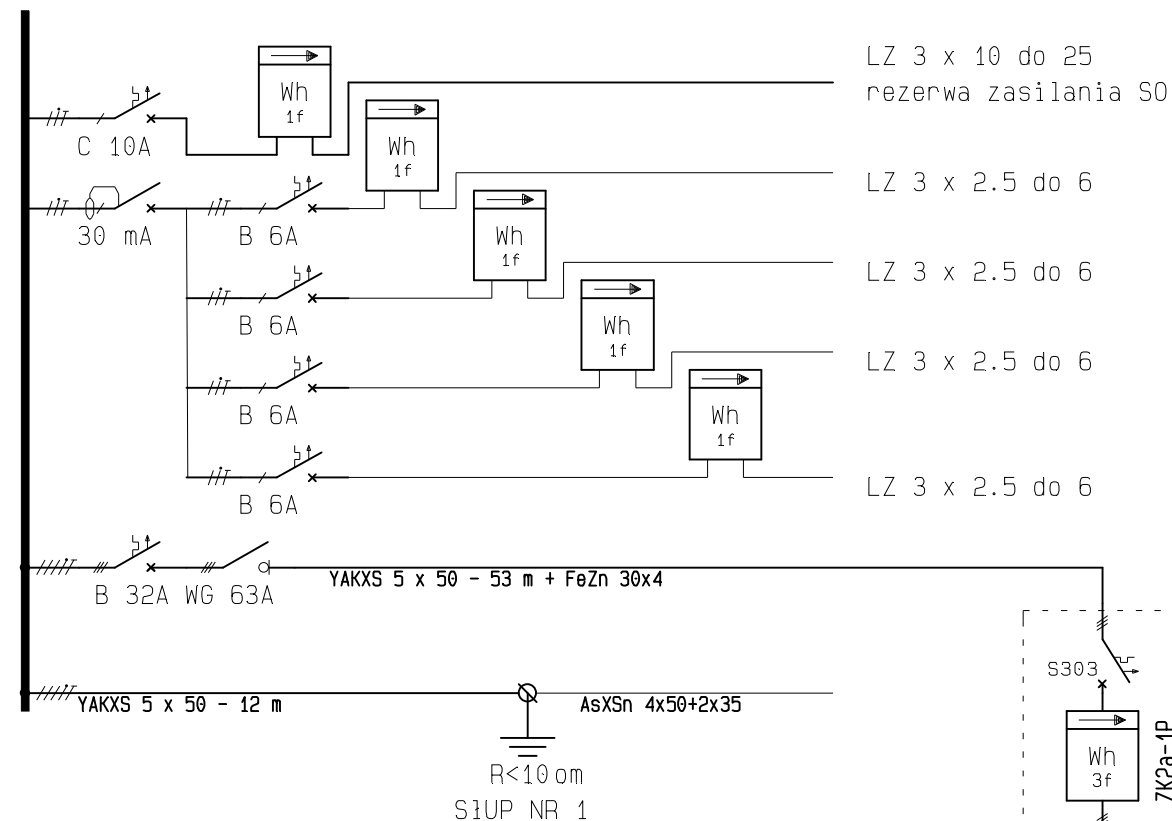 LZ 3 x 10 do 25
rezerwa zasilania SO
Wh
1f
C 10A
Wh
1f
LZ 3 x 2.5 do 6
30 mA
B 6A
Wh
1f
LZ 3 x 2.5 do 6
B 6A
Wh
1f
LZ 3 x 2.5 do 6
B 6A
Wh
1f
LZ 3 x 2.5 do 6
B 6A
YAKXS 5 x 50 - 53 m + FeZn 30x4
B 32A
WG 63A
S303
YAKXS 5 x 50 - 12 m
AsXSn 4x50+2x35
Wh
3f
ZK2a-1P
R<10om
SłUP NR 1